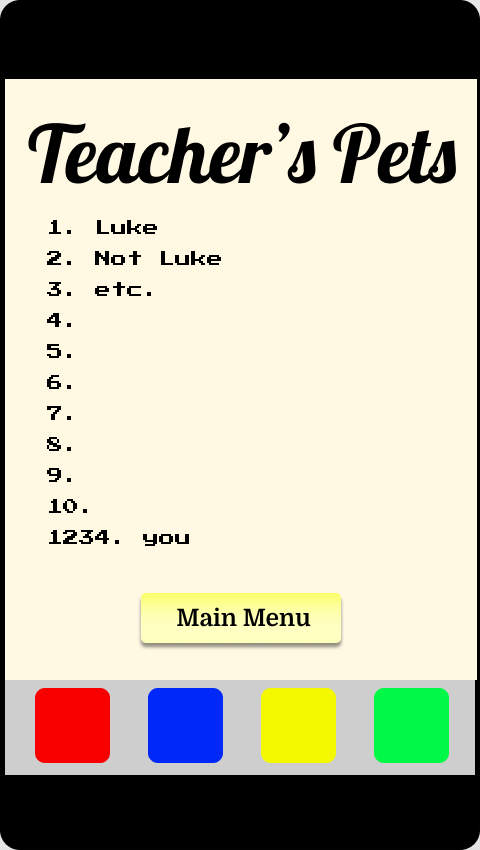 Teacher’s Pets
1. Luke
2. Not Luke
3. etc.
4.
5.
6.
7.
8.
9.
10.
1234. you
Main Menu